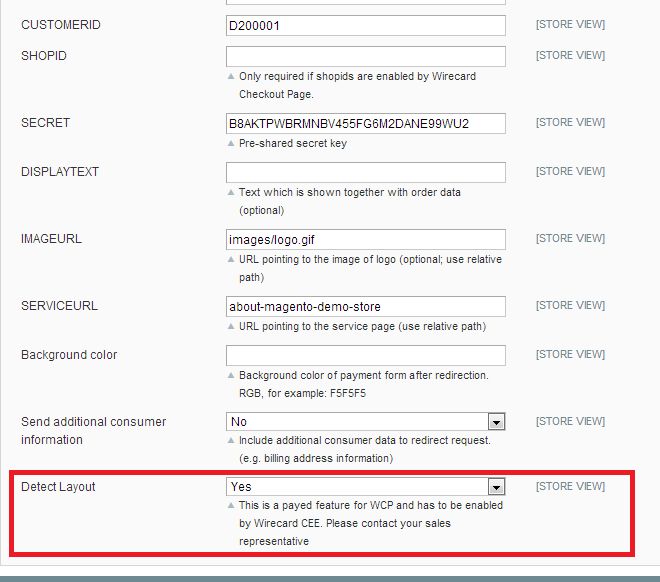 CUSTOMERID D200001 [STORE VIEW]
SHOPID [STORE VIEW]
Only required if shopids are enabled by Wirecard
Checkout Page.
SECRET B8AKTPWBRMNBV455FG6M2DANE99WU2 [STORE VIEW]
Pre-shared secret key
DISPLAYTEXT [STORE VIEW]
Text which is shown together with order data
(optional)
IMAGEURL images/logo.gif [STORE VIEW]
URL pointing to the image of logo (optional; use relative
path)
SERVICEURL about-magento-demo-store [STORE VIEW]
URL pointing to the service page (use relative path)
Background color [STORE VIEW]
Background color of payment form after redirection.
RGB, for example: F5F5F5
Send additional consumer No [STORE VIEW]
information
Include additional consumer data to redirect request.
(e.g. billing address information)
Detect Layout Yes [STORE VIEW]
This is a payed feature for WCP and has to be enabled
by Wirecard CEE. Please contact your sales
representative